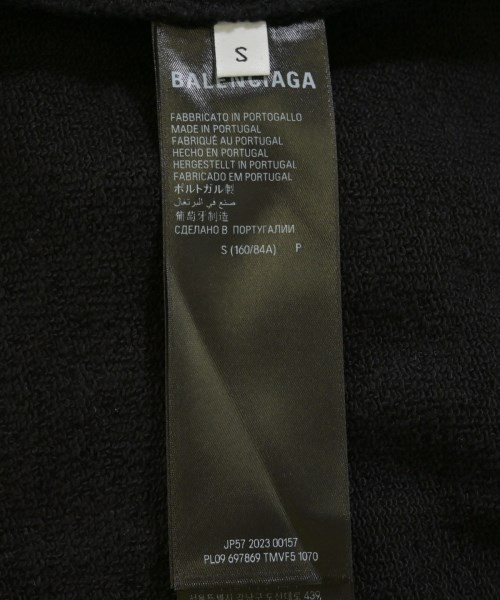 S
BALENCIAGA
FABBRICATO IN PORTOGALLO
MADE IN PORTUGAL
FABRIQUÉ AU PORTUGAL
HECHO EN PORTUGAL
HERGESTELLT IN PORTUGAL
FABRICADO EM PORTUGAL
ポルトガル製
صنع في البرتغال
葡萄牙制造
СДЕЛАНО В ПОРТУГАЛИИ
S (160/84A) P
JP57 2023 00157
PL09 697869 TMVF5 1070
439,